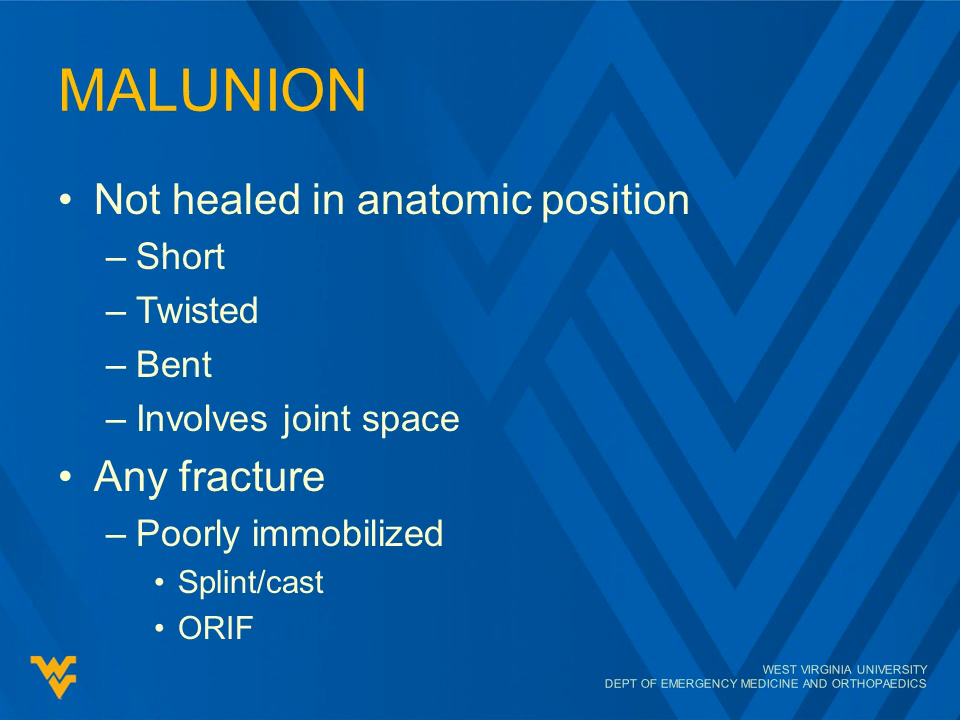 MALUNION
• Not healed in anatomic position
– Short
– Twisted
– Bent
– Involves joint space
• Any fracture
– Poorly immobilized
• Splint/cast
• ORIF
WEST VIRGINIA UNIVERSITY
DEPT OF EMERGENCY MEDICINE AND ORTHOPAEDICS